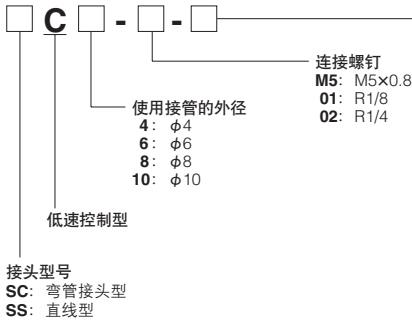 □ C □ - □ - □
连接螺钉
M5： M5×0.8
01： R1/8
02： R1/4
使用接管的外径
4： φ4
6： φ6
8： φ8
10： φ10
低速控制型
接头型号
SC： 弯管接头型
SS： 直线型